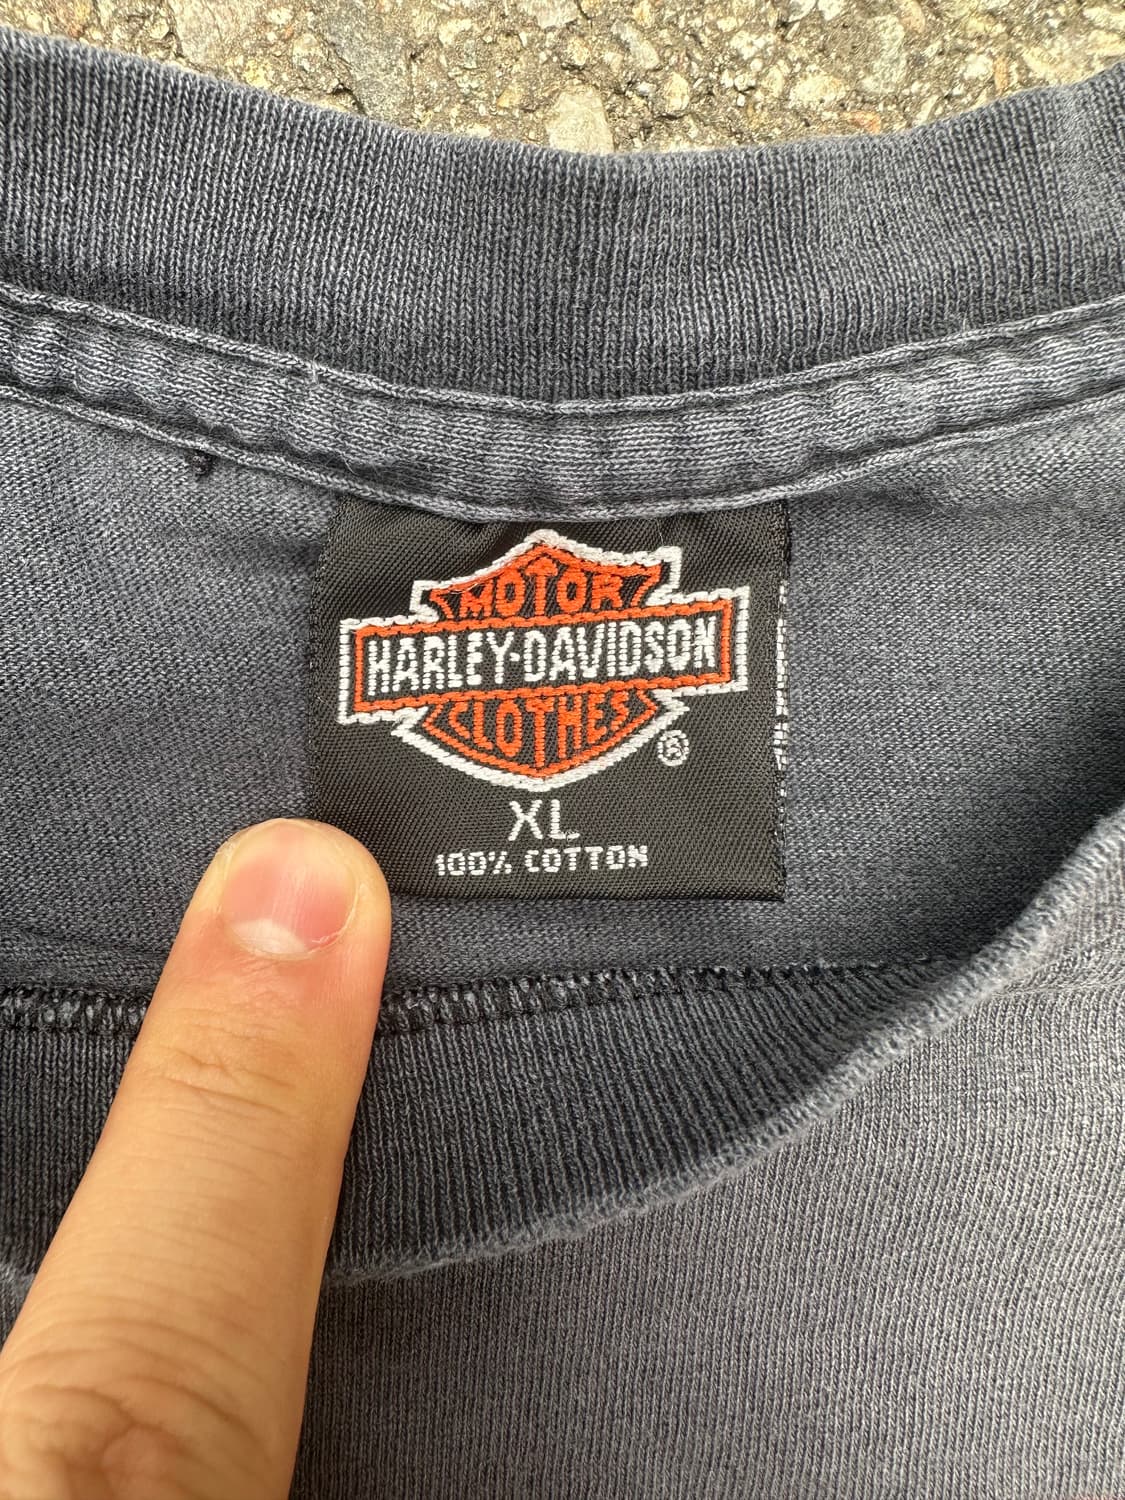 MOTOR
HARLEY-DAVIDSON
CLOTHES
®
XL
100% COTTON